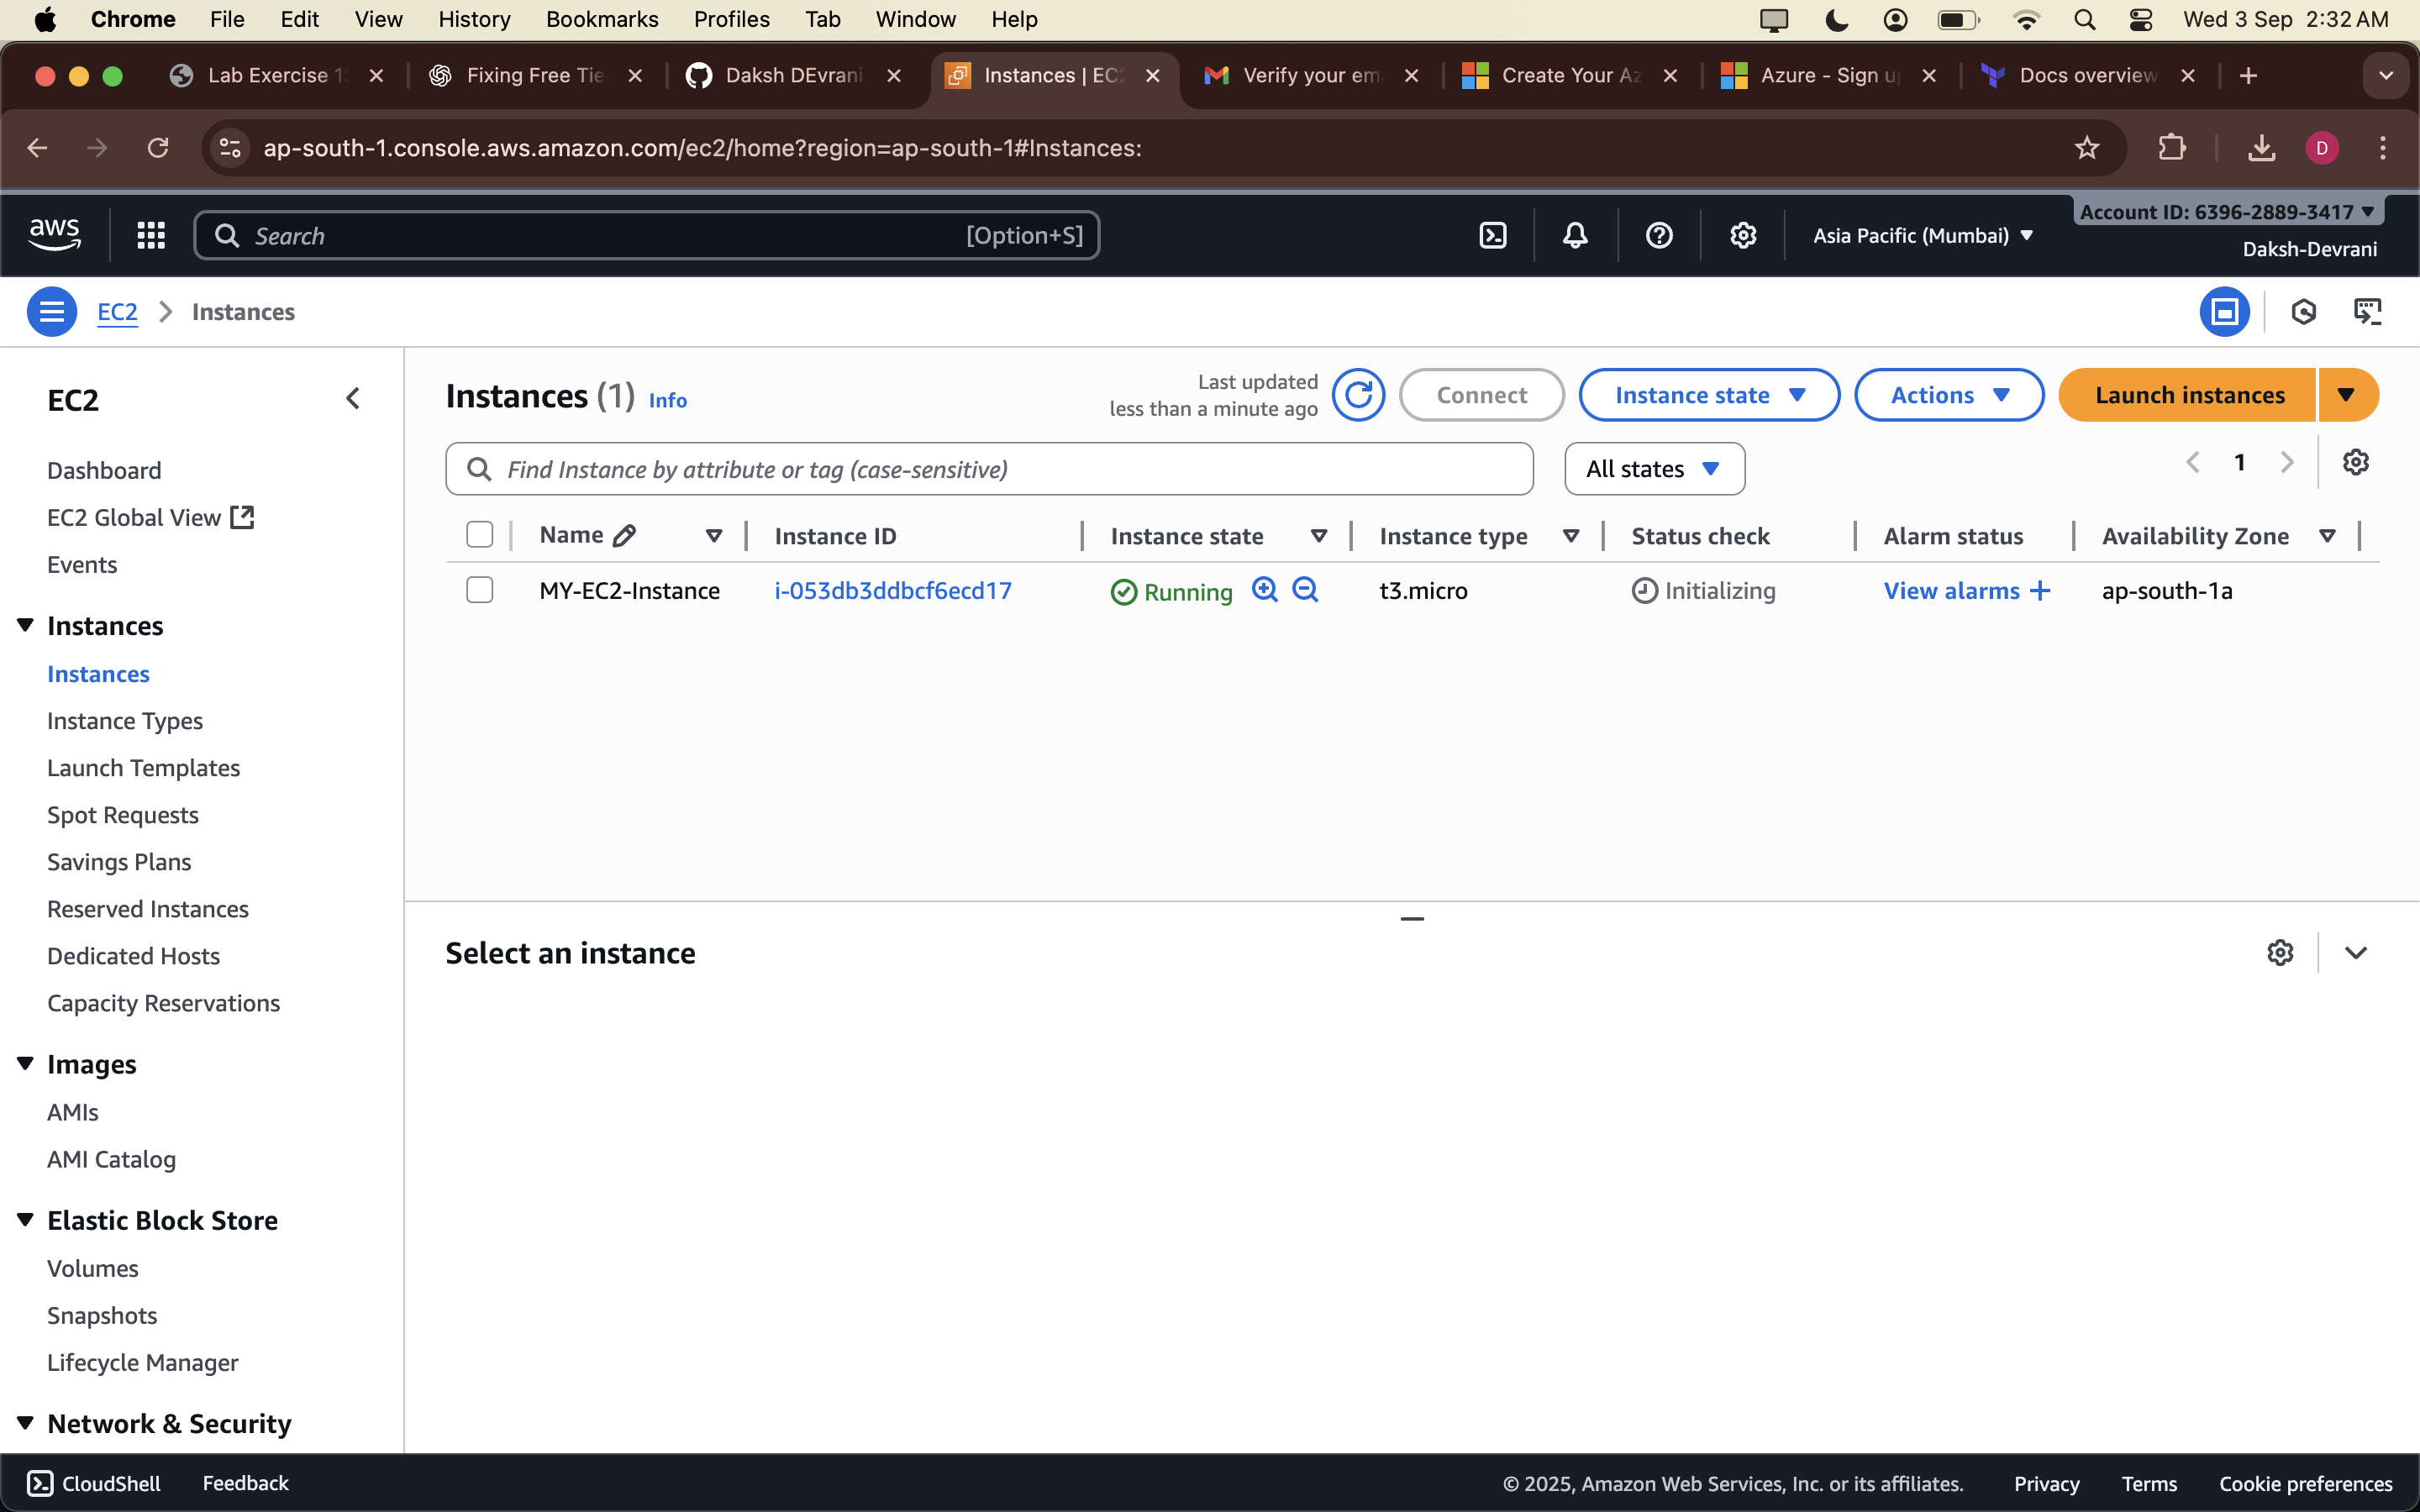 Chrome File Edit View History Bookmarks Profiles Tab Window Help Wed 3 Sep 2:32 AM
Lab Exercise 1 Fixing Free Tie Daksh DEvrani Instances | EC2 Verify your em Create Your Az Azure - Sign u Docs overview
ap-south-1.console.aws.amazon.com/ec2/home?region=ap-south-1#Instances: D
aws Search [Option+S] Asia Pacific (Mumbai) Account ID: 6396-2889-3417
Daksh-Devrani
EC2 Instances
EC2
Dashboard
EC2 Global View
Events
Instances
Instances
Instance Types
Launch Templates
Spot Requests
Savings Plans
Reserved Instances
Dedicated Hosts
Capacity Reservations
Images
AMIs
AMI Catalog
Elastic Block Store
Volumes
Snapshots
Lifecycle Manager
Network & Security
Instances (1) Info
Last updated
less than a minute ago
Connect Instance state Actions Launch instances
Find Instance by attribute or tag (case-sensitive) All states 1
Name Instance ID Instance state Instance type Status check Alarm status Availability Zone
MY-EC2-Instance i-053db3ddbcf6ecd17 Running t3.micro Initializing View alarms + ap-south-1a
Select an instance
CloudShell Feedback © 2025, Amazon Web Services, Inc. or its affiliates. Privacy Terms Cookie preferences